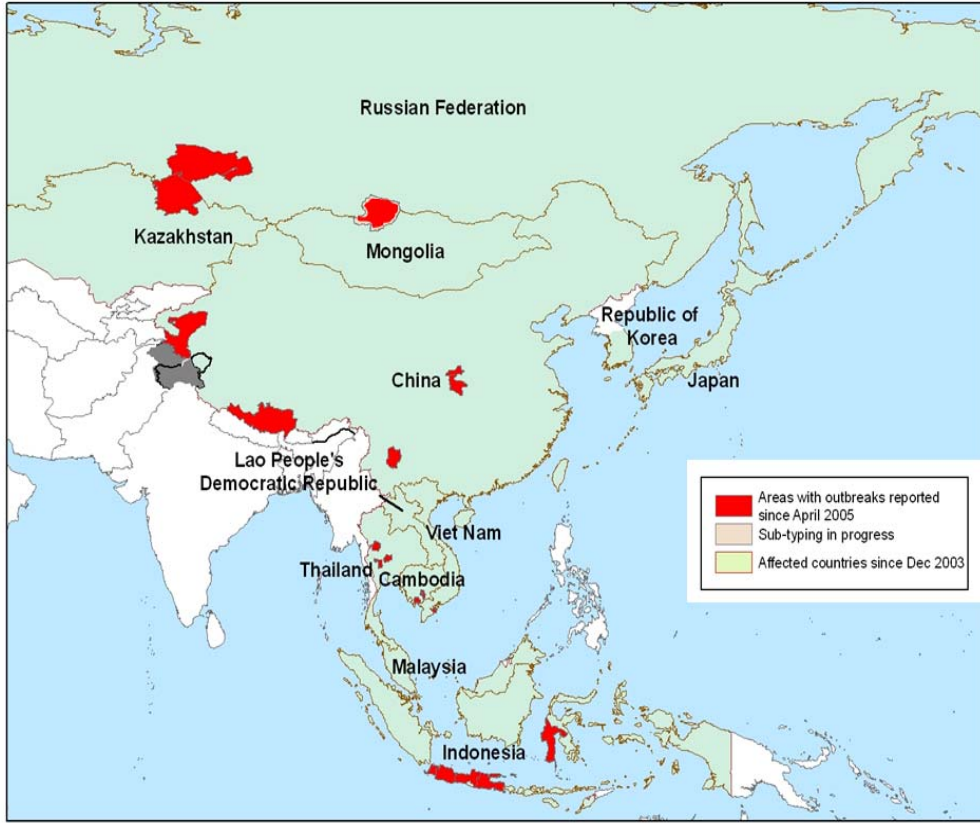 Russian Federation
Kazakhstan
Mongolia
Republic of
Korea
China
Japan
Lao People's
Democratic Republic
Viet Nam
Thailand
Cambodia
Malaysia
Indonesia
Areas with outbreaks reported
since April 2005
Sub-typing in progress
Affected countries since Dec 2003